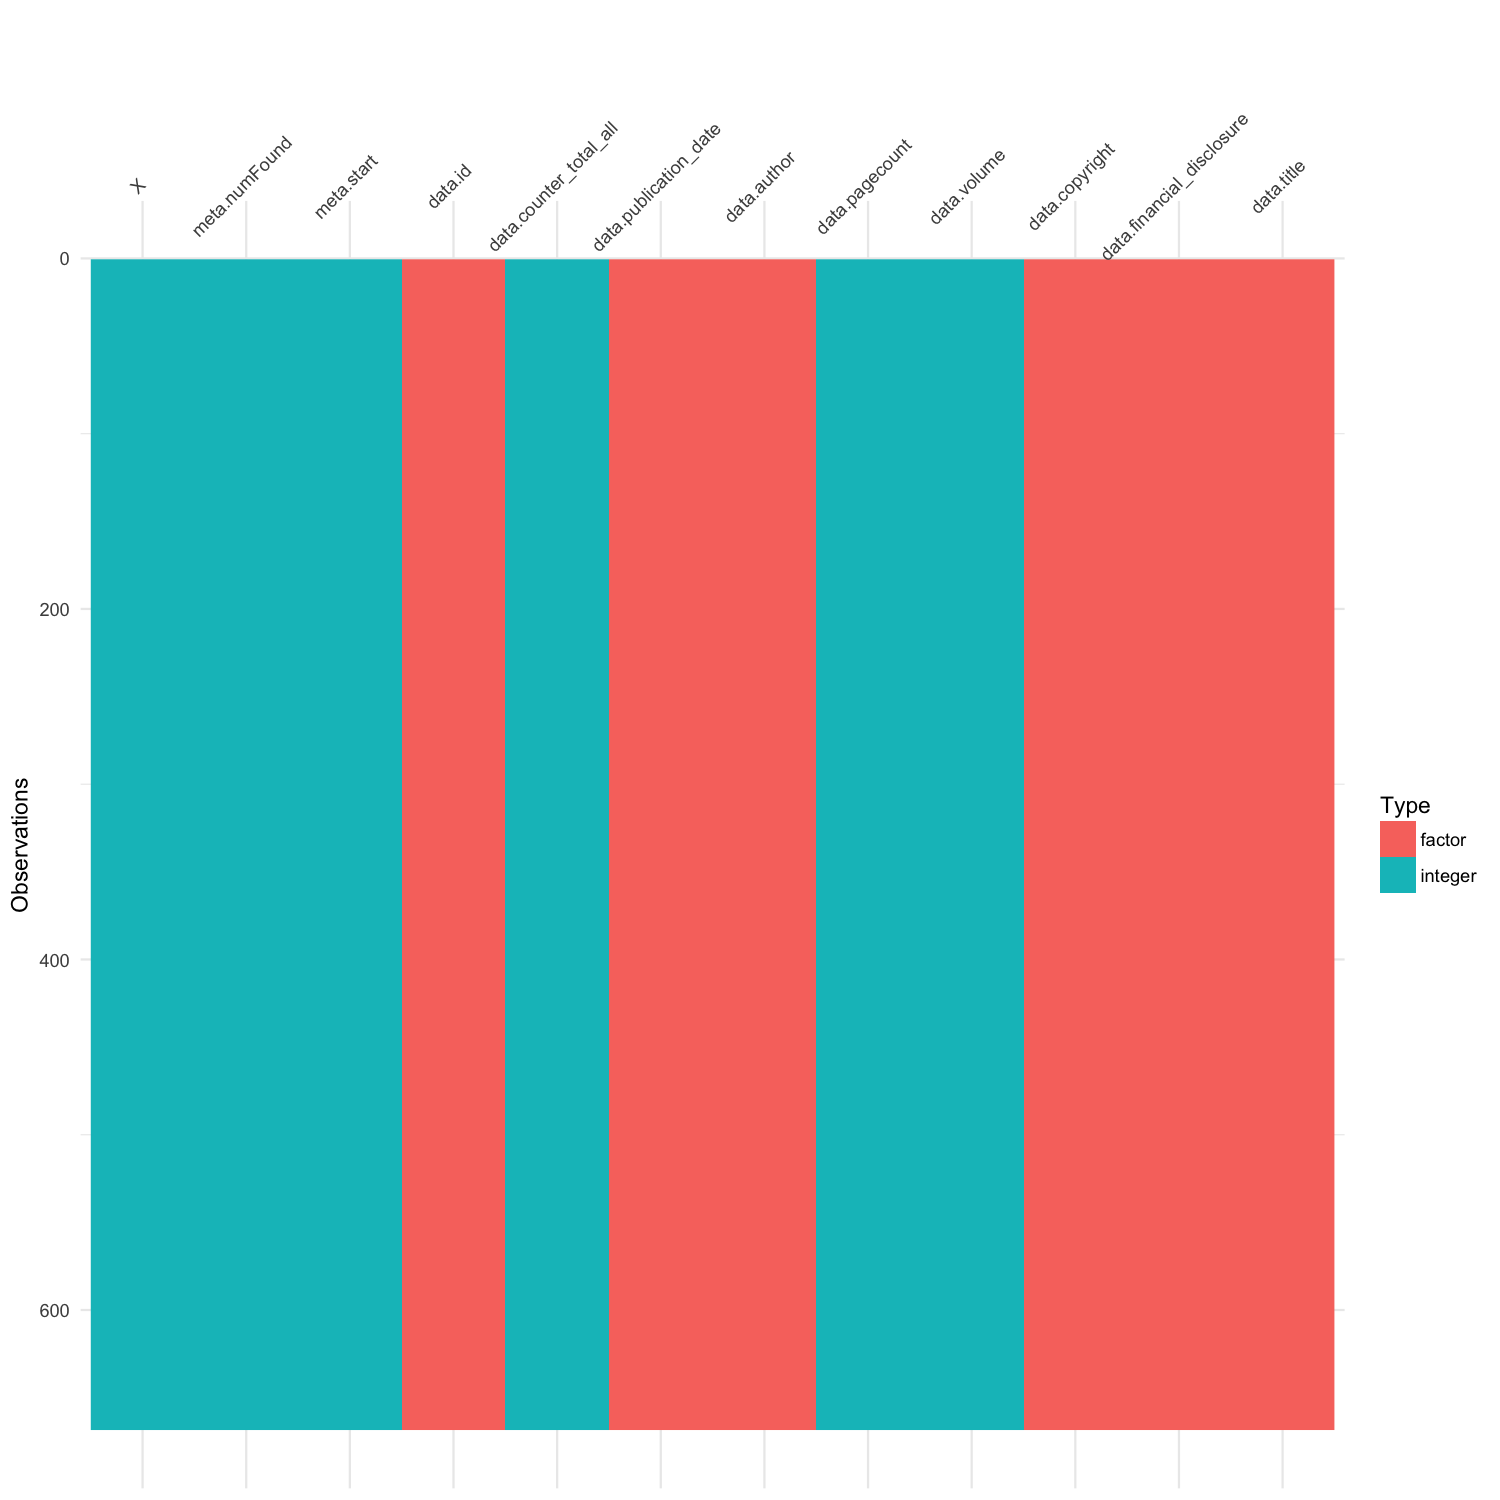 X
meta.numFound
meta.start
data.id
data.counter_total_all
data.publication_date
data.author
data.pagecount
data.volume
data.copyright
data.financial_disclosure
data.title
0
200
400
600
Observations
Type
factor
integer